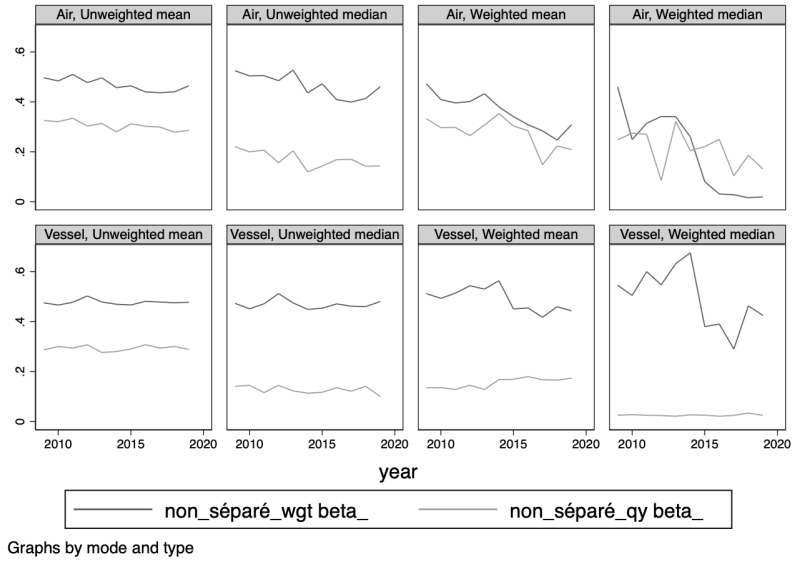 Air, Unweighted mean
Air, Unweighted median
Air, Weighted mean
Air, Weighted median
.6
.4
.2
0
Vessel, Unweighted mean
Vessel, Unweighted median
Vessel, Weighted mean
Vessel, Weighted median
.6
.4
.2
0
2010 2015 2020
2010 2015 2020
2010 2015 2020
2010 2015 2020
year
non_séparé_wgt beta_
non_séparé_qy beta_
Graphs by mode and type